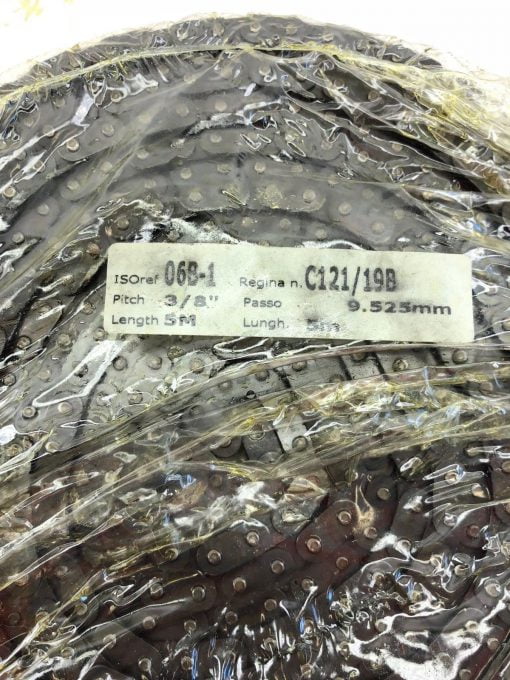 ISOref 06B-1 Regina n. C121/19B
Pitch 3/8" Passo 9.525mm
Length 5M Lungh. 5m